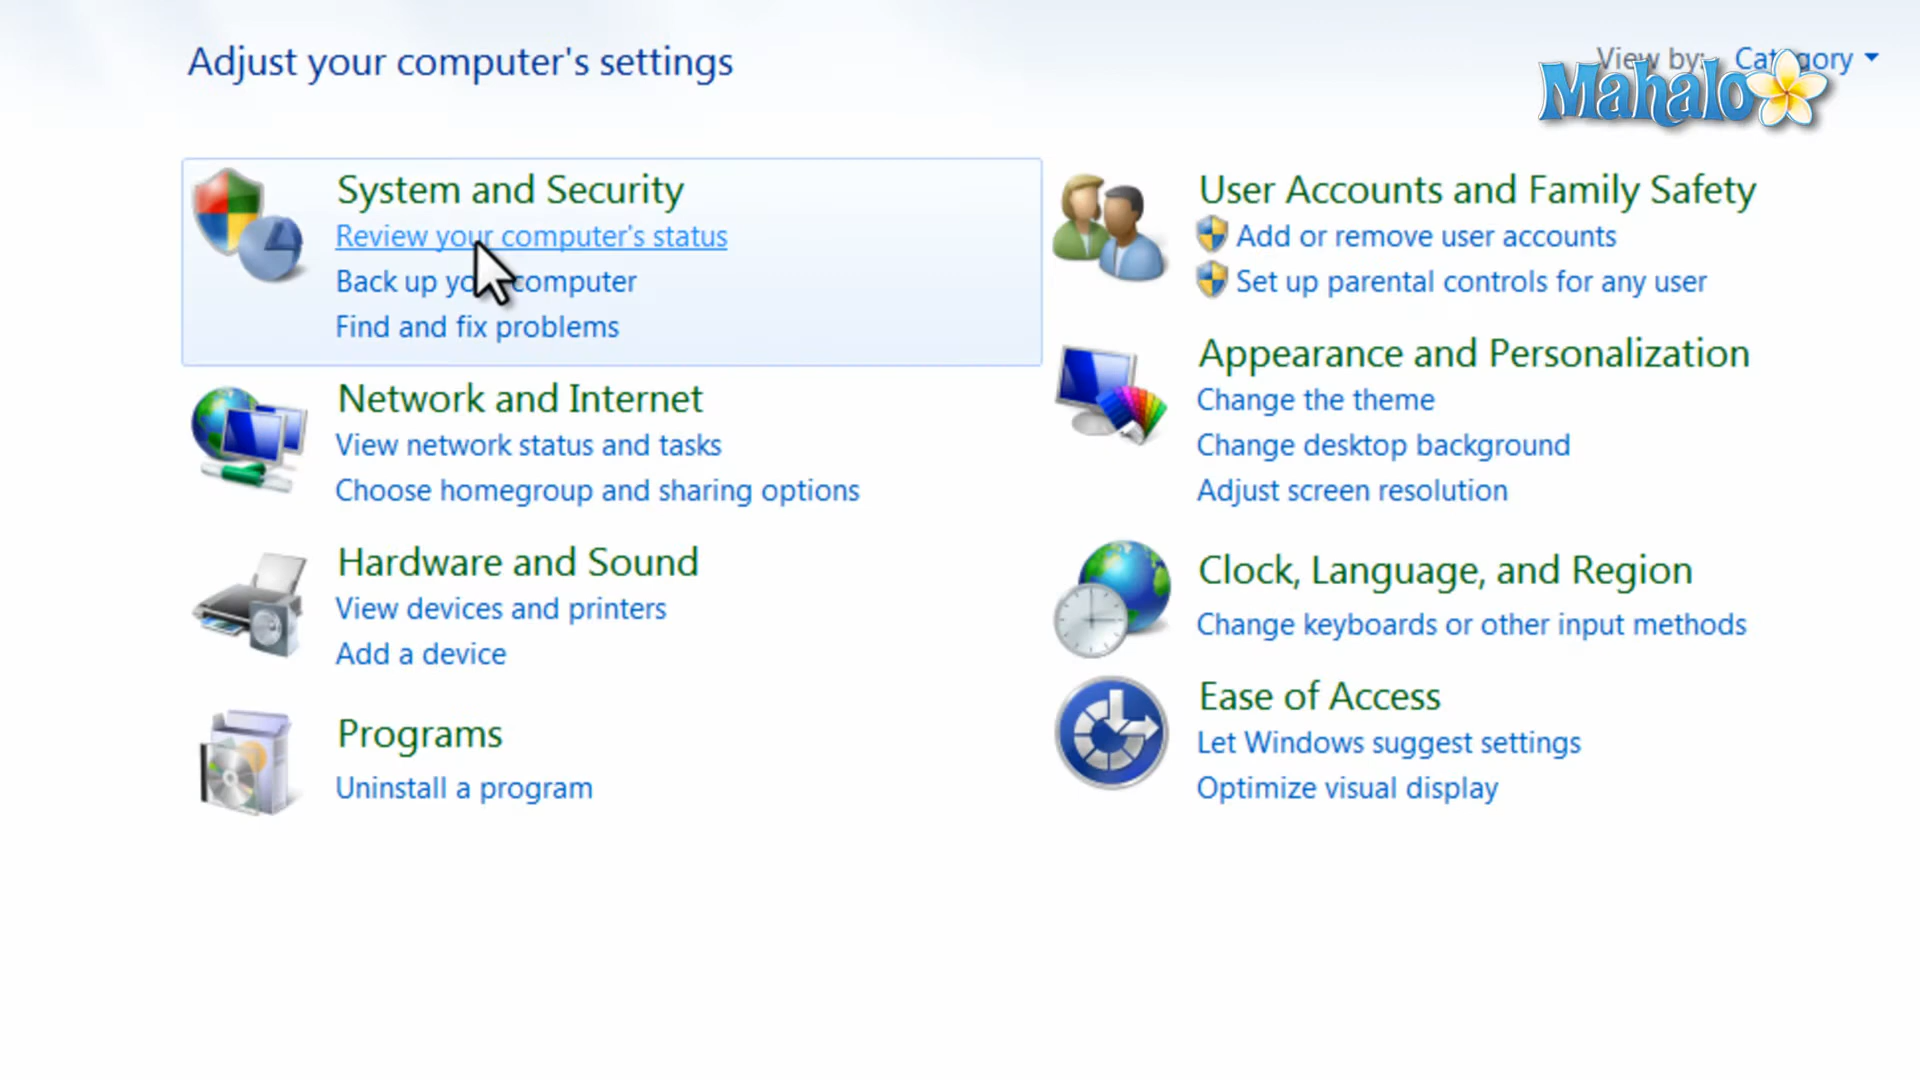 Adjust your computer's settings
View by: Category
Mahalo
System and Security
Review your computer's status
Back up your computer
Find and fix problems
Network and Internet
View network status and tasks
Choose homegroup and sharing options
Hardware and Sound
View devices and printers
Add a device
Programs
Uninstall a program
User Accounts and Family Safety
Add or remove user accounts
Set up parental controls for any user
Appearance and Personalization
Change the theme
Change desktop background
Adjust screen resolution
Clock, Language, and Region
Change keyboards or other input methods
Ease of Access
Let Windows suggest settings
Optimize visual display